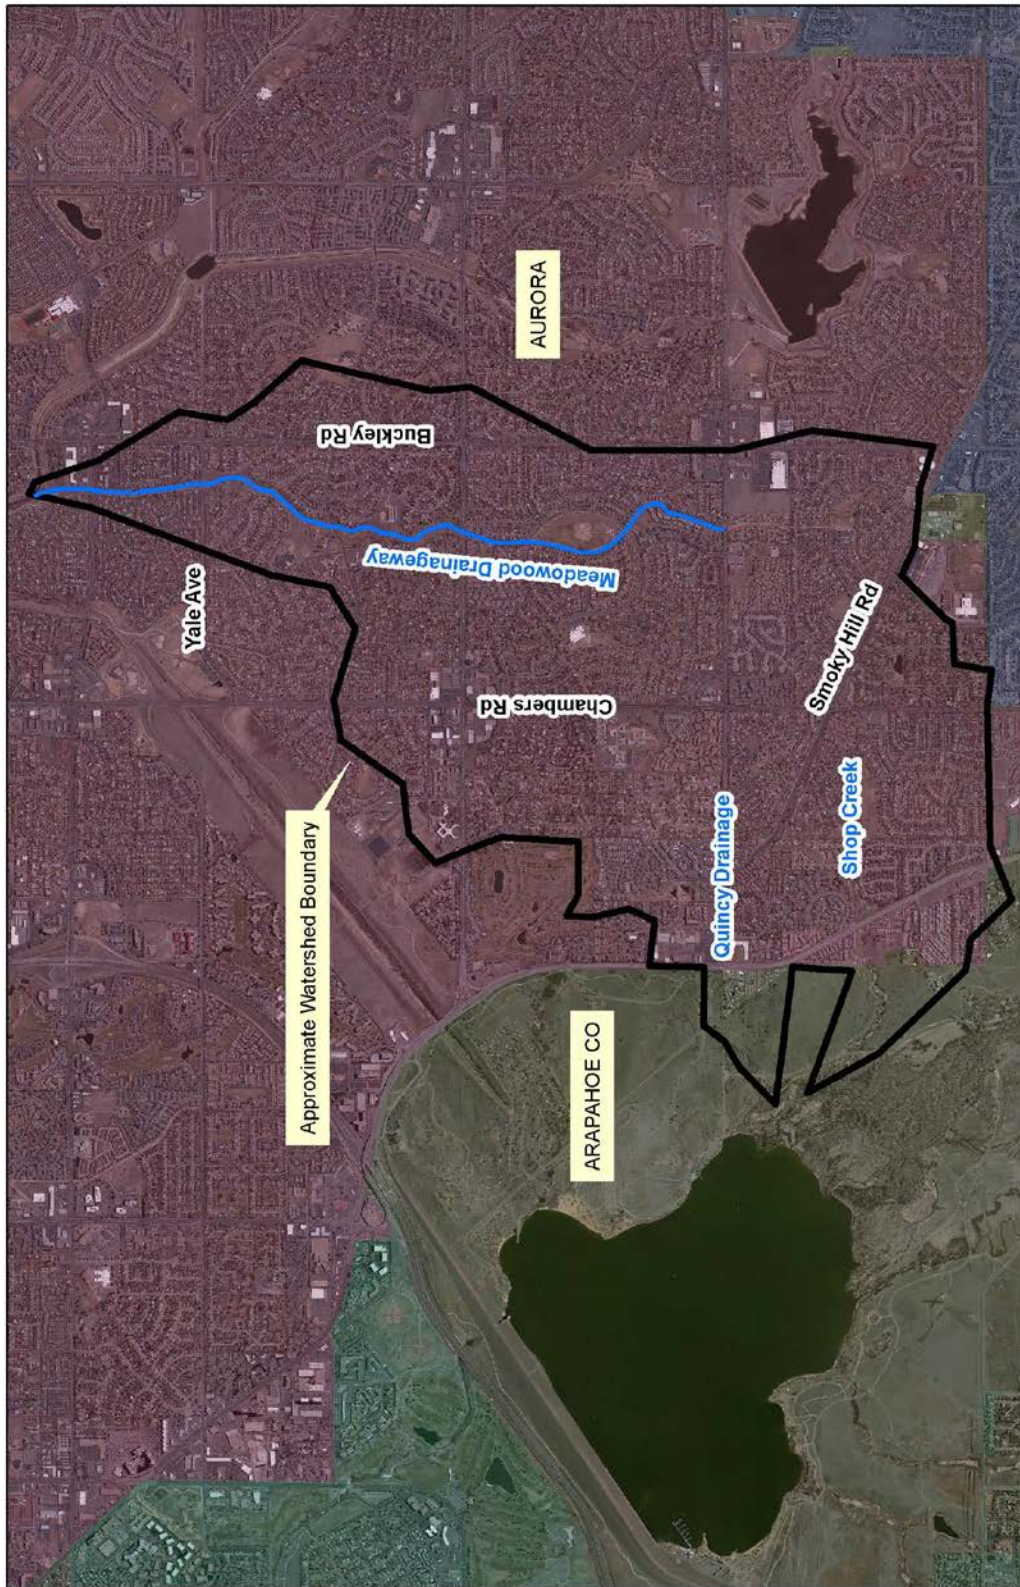 Yale Ave
Buckley Rd
AURORA
Meadowood Drainageway
Approximate Watershed Boundary
Chambers Rd
ARAPAHOE CO
Quincy Drainage
Smoky Hill Rd
Shop Creek